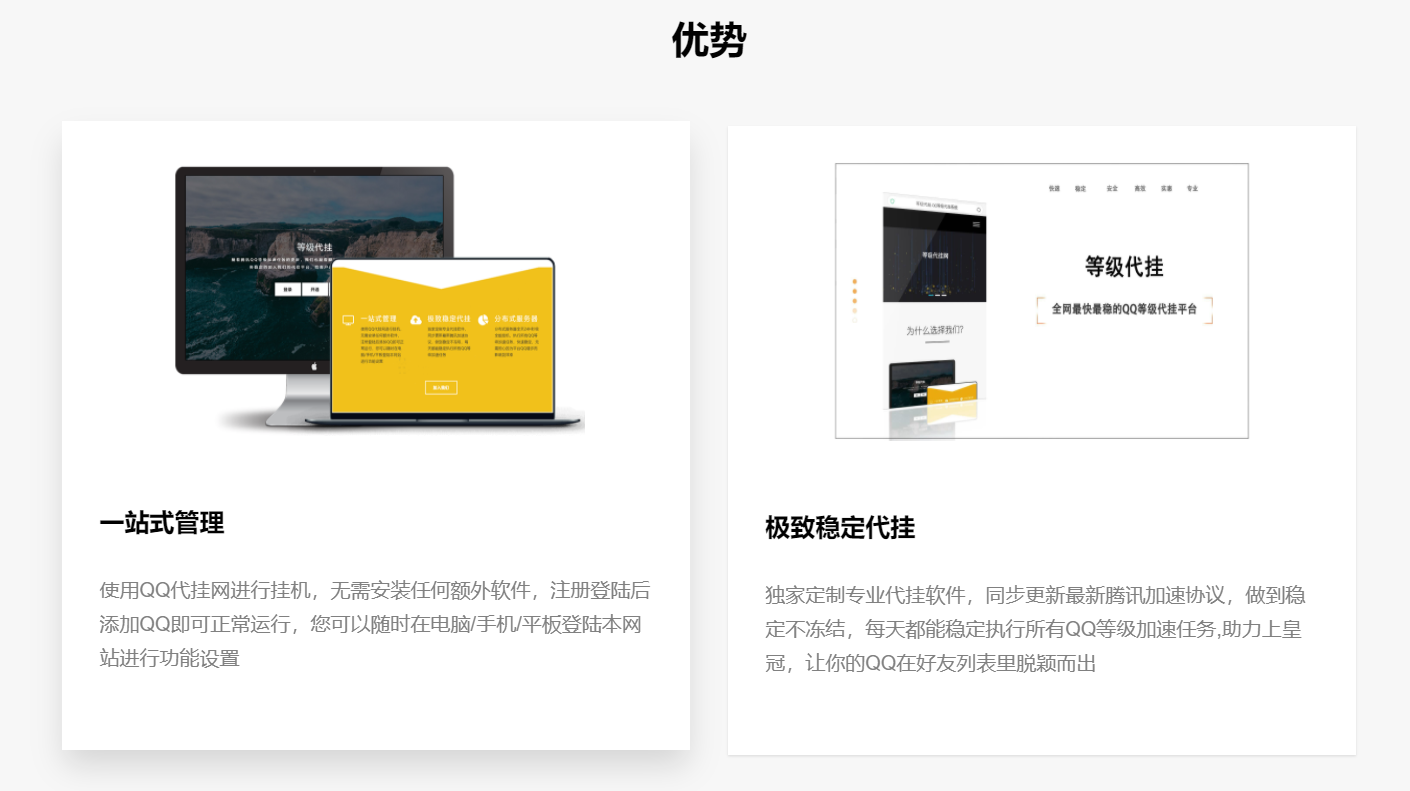 优势
等级代挂
一站式管理
极致稳定代挂
分布式服务器
快速 稳定 安全 高效 实惠 专业
等级代挂网
为什么选择我们?
等级代挂
全网最快最稳的QQ等级代挂平台
一站式管理
使用QQ代挂网进行挂机，无需安装任何额外软件，注册登陆后
添加QQ即可正常运行，您可以随时在电脑/手机/平板登陆本网
站进行功能设置
极致稳定代挂
独家定制专业代挂软件，同步更新最新腾讯加速协议，做到稳
定不冻结，每天都能稳定执行所有QQ等级加速任务,助力上皇
冠，让你的QQ在好友列表里脱颖而出